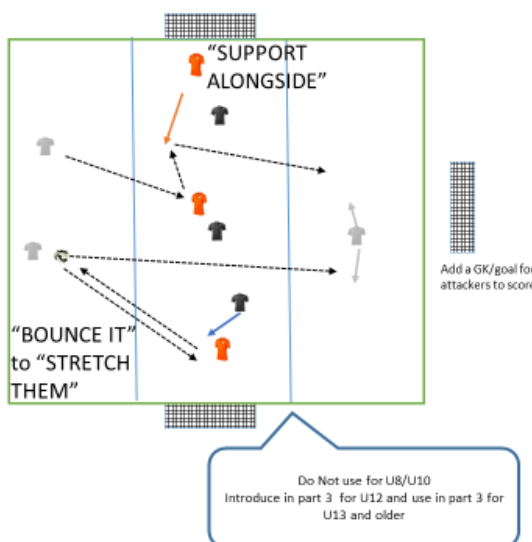 “SUPPORT
ALONGSIDE”
Add a GK/goal for
attackers to score
“BOUNCE IT”
to “STRETCH
THEM”
Do Not use for U8/U10
Introduce in part 3 for U12 and use in part 3 for
U13 and older